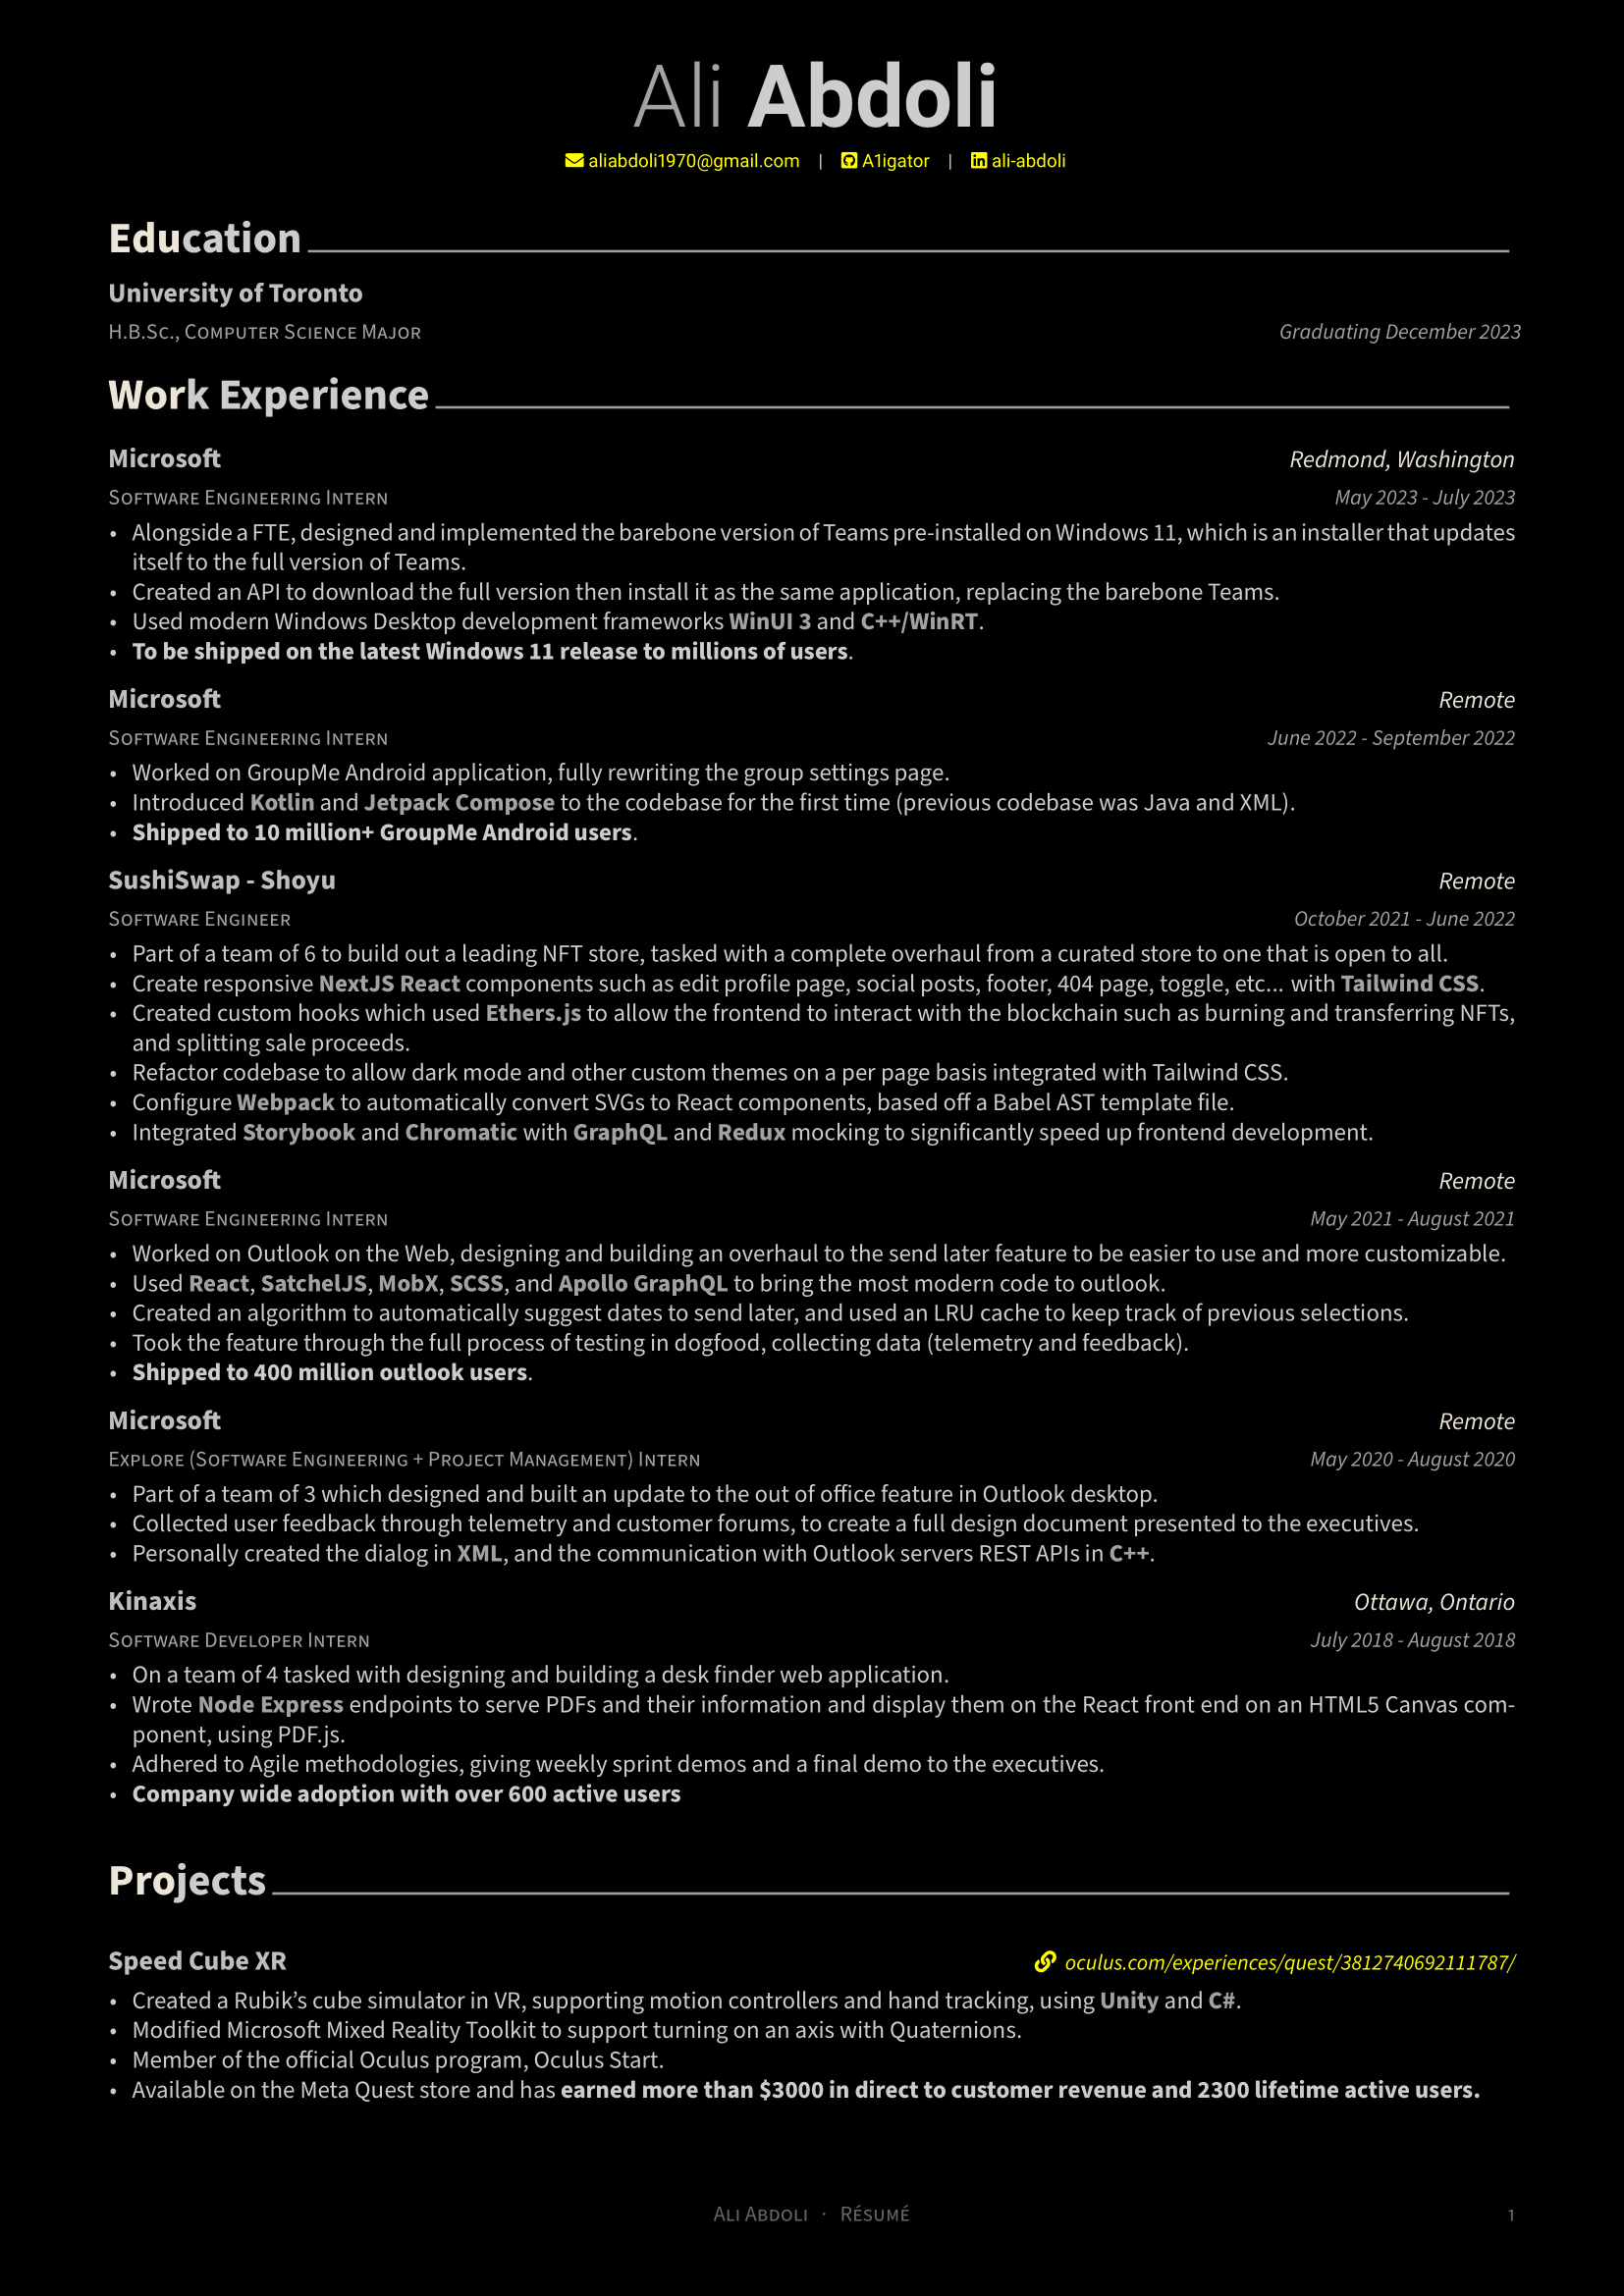 Ali Abdoli
aliabdoli1970@gmail.com | A1igator | ali-abdoli
Education
University of Toronto
H.B.Sc., Computer Science Major Graduating December 2023
Work Experience
Microsoft Redmond, Washington
Software Engineering Intern May 2023 - July 2023
• Alongside a FTE, designed and implemented the barebone version of Teams pre-installed on Windows 11, which is an installer that updates
itself to the full version of Teams.
• Created an API to download the full version then install it as the same application, replacing the barebone Teams.
• Used modern Windows Desktop development frameworks WinUI 3 and C++/WinRT.
• To be shipped on the latest Windows 11 release to millions of users.
Microsoft Remote
Software Engineering Intern June 2022 - September 2022
• Worked on GroupMe Android application, fully rewriting the group settings page.
• Introduced Kotlin and Jetpack Compose to the codebase for the first time (previous codebase was Java and XML).
• Shipped to 10 million+ GroupMe Android users.
SushiSwap - Shoyu Remote
Software Engineer October 2021 - June 2022
• Part of a team of 6 to build out a leading NFT store, tasked with a complete overhaul from a curated store to one that is open to all.
• Create responsive NextJS React components such as edit profile page, social posts, footer, 404 page, toggle, etc... with Tailwind CSS.
• Created custom hooks which used Ethers.js to allow the frontend to interact with the blockchain such as burning and transferring NFTs,
and splitting sale proceeds.
• Refactor codebase to allow dark mode and other custom themes on a per page basis integrated with Tailwind CSS.
• Configure Webpack to automatically convert SVGs to React components, based off a Babel AST template file.
• Integrated Storybook and Chromatic with GraphQL and Redux mocking to significantly speed up frontend development.
Microsoft Remote
Software Engineering Intern May 2021 - August 2021
• Worked on Outlook on the Web, designing and building an overhaul to the send later feature to be easier to use and more customizable.
• Used React, SatchelJS, MobX, SCSS, and Apollo GraphQL to bring the most modern code to outlook.
• Created an algorithm to automatically suggest dates to send later, and used an LRU cache to keep track of previous selections.
• Took the feature through the full process of testing in dogfood, collecting data (telemetry and feedback).
• Shipped to 400 million outlook users.
Microsoft Remote
Explore (Software Engineering + Project Management) Intern May 2020 - August 2020
• Part of a team of 3 which designed and built an update to the out of office feature in Outlook desktop.
• Collected user feedback through telemetry and customer forums, to create a full design document presented to the executives.
• Personally created the dialog in XML, and the communication with Outlook servers REST APIs in C++.
Kinaxis Ottawa, Ontario
Software Developer Intern July 2018 - August 2018
• On a team of 4 tasked with designing and building a desk finder web application.
• Wrote Node Express endpoints to serve PDFs and their information and display them on the React front end on an HTML5 Canvas com-
ponent, using PDF.js.
• Adhered to Agile methodologies, giving weekly sprint demos and a final demo to the executives.
• Company wide adoption with over 600 active users
Projects
Speed Cube XR oculus.com/experiences/quest/3812740692111787/
• Created a Rubik's cube simulator in VR, supporting motion controllers and hand tracking, using Unity and C#.
• Modified Microsoft Mixed Reality Toolkit to support turning on an axis with Quaternions.
• Member of the official Oculus program, Oculus Start.
• Available on the Meta Quest store and has earned more than $3000 in direct to customer revenue and 2300 lifetime active users.
Ali Abdoli · Résumé 1